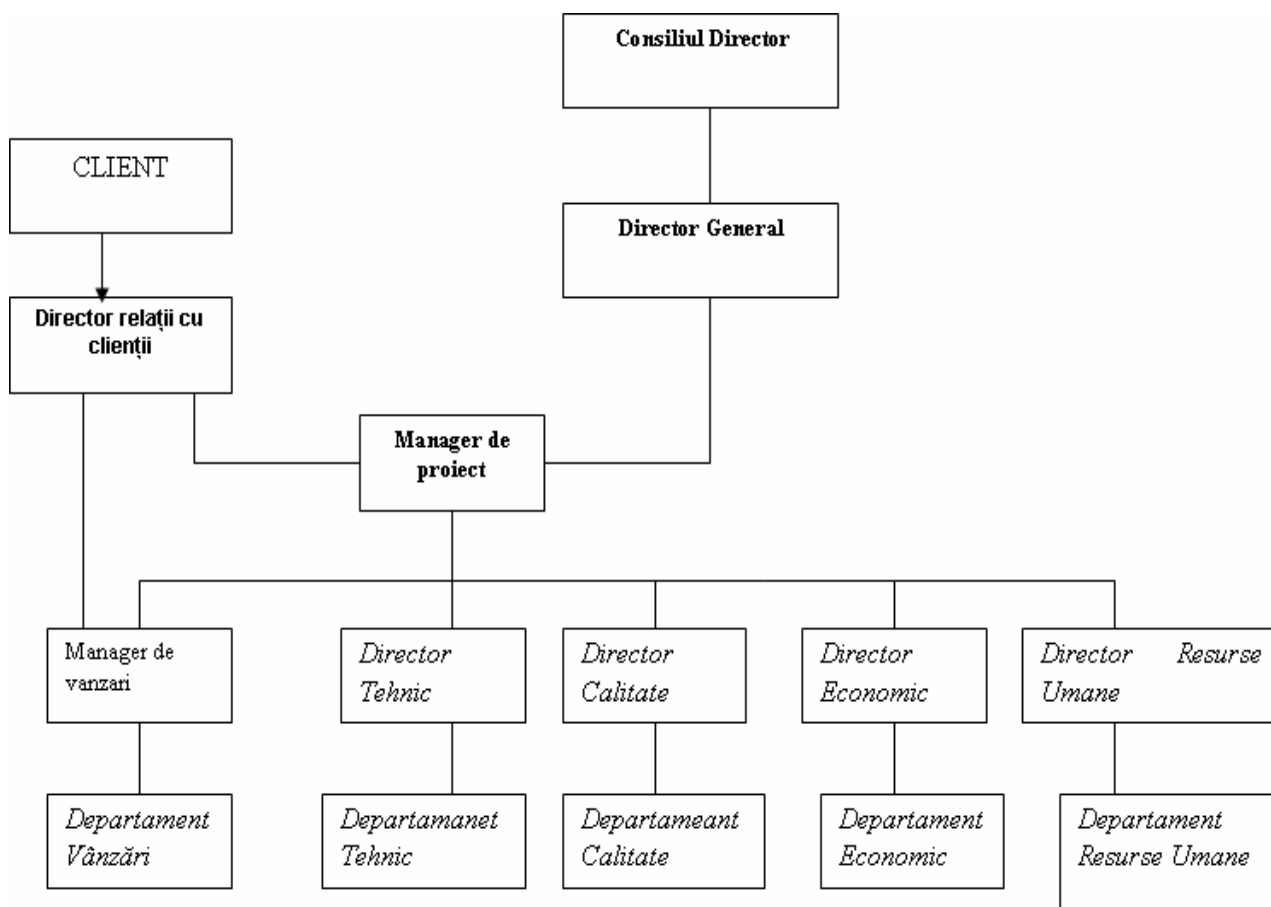 Consiliul Director
CLIENT
Director General
Director relații cu
clienții
Manager de
proiect
Manager de
vanzari
Director
Tehnic
Director
Calitate
Director
Economic
Director Resurse
Umane
Departament
Vânzări
Departamanet
Tehnic
Departameant
Calitate
Departament
Economic
Departament
Resurse Umane